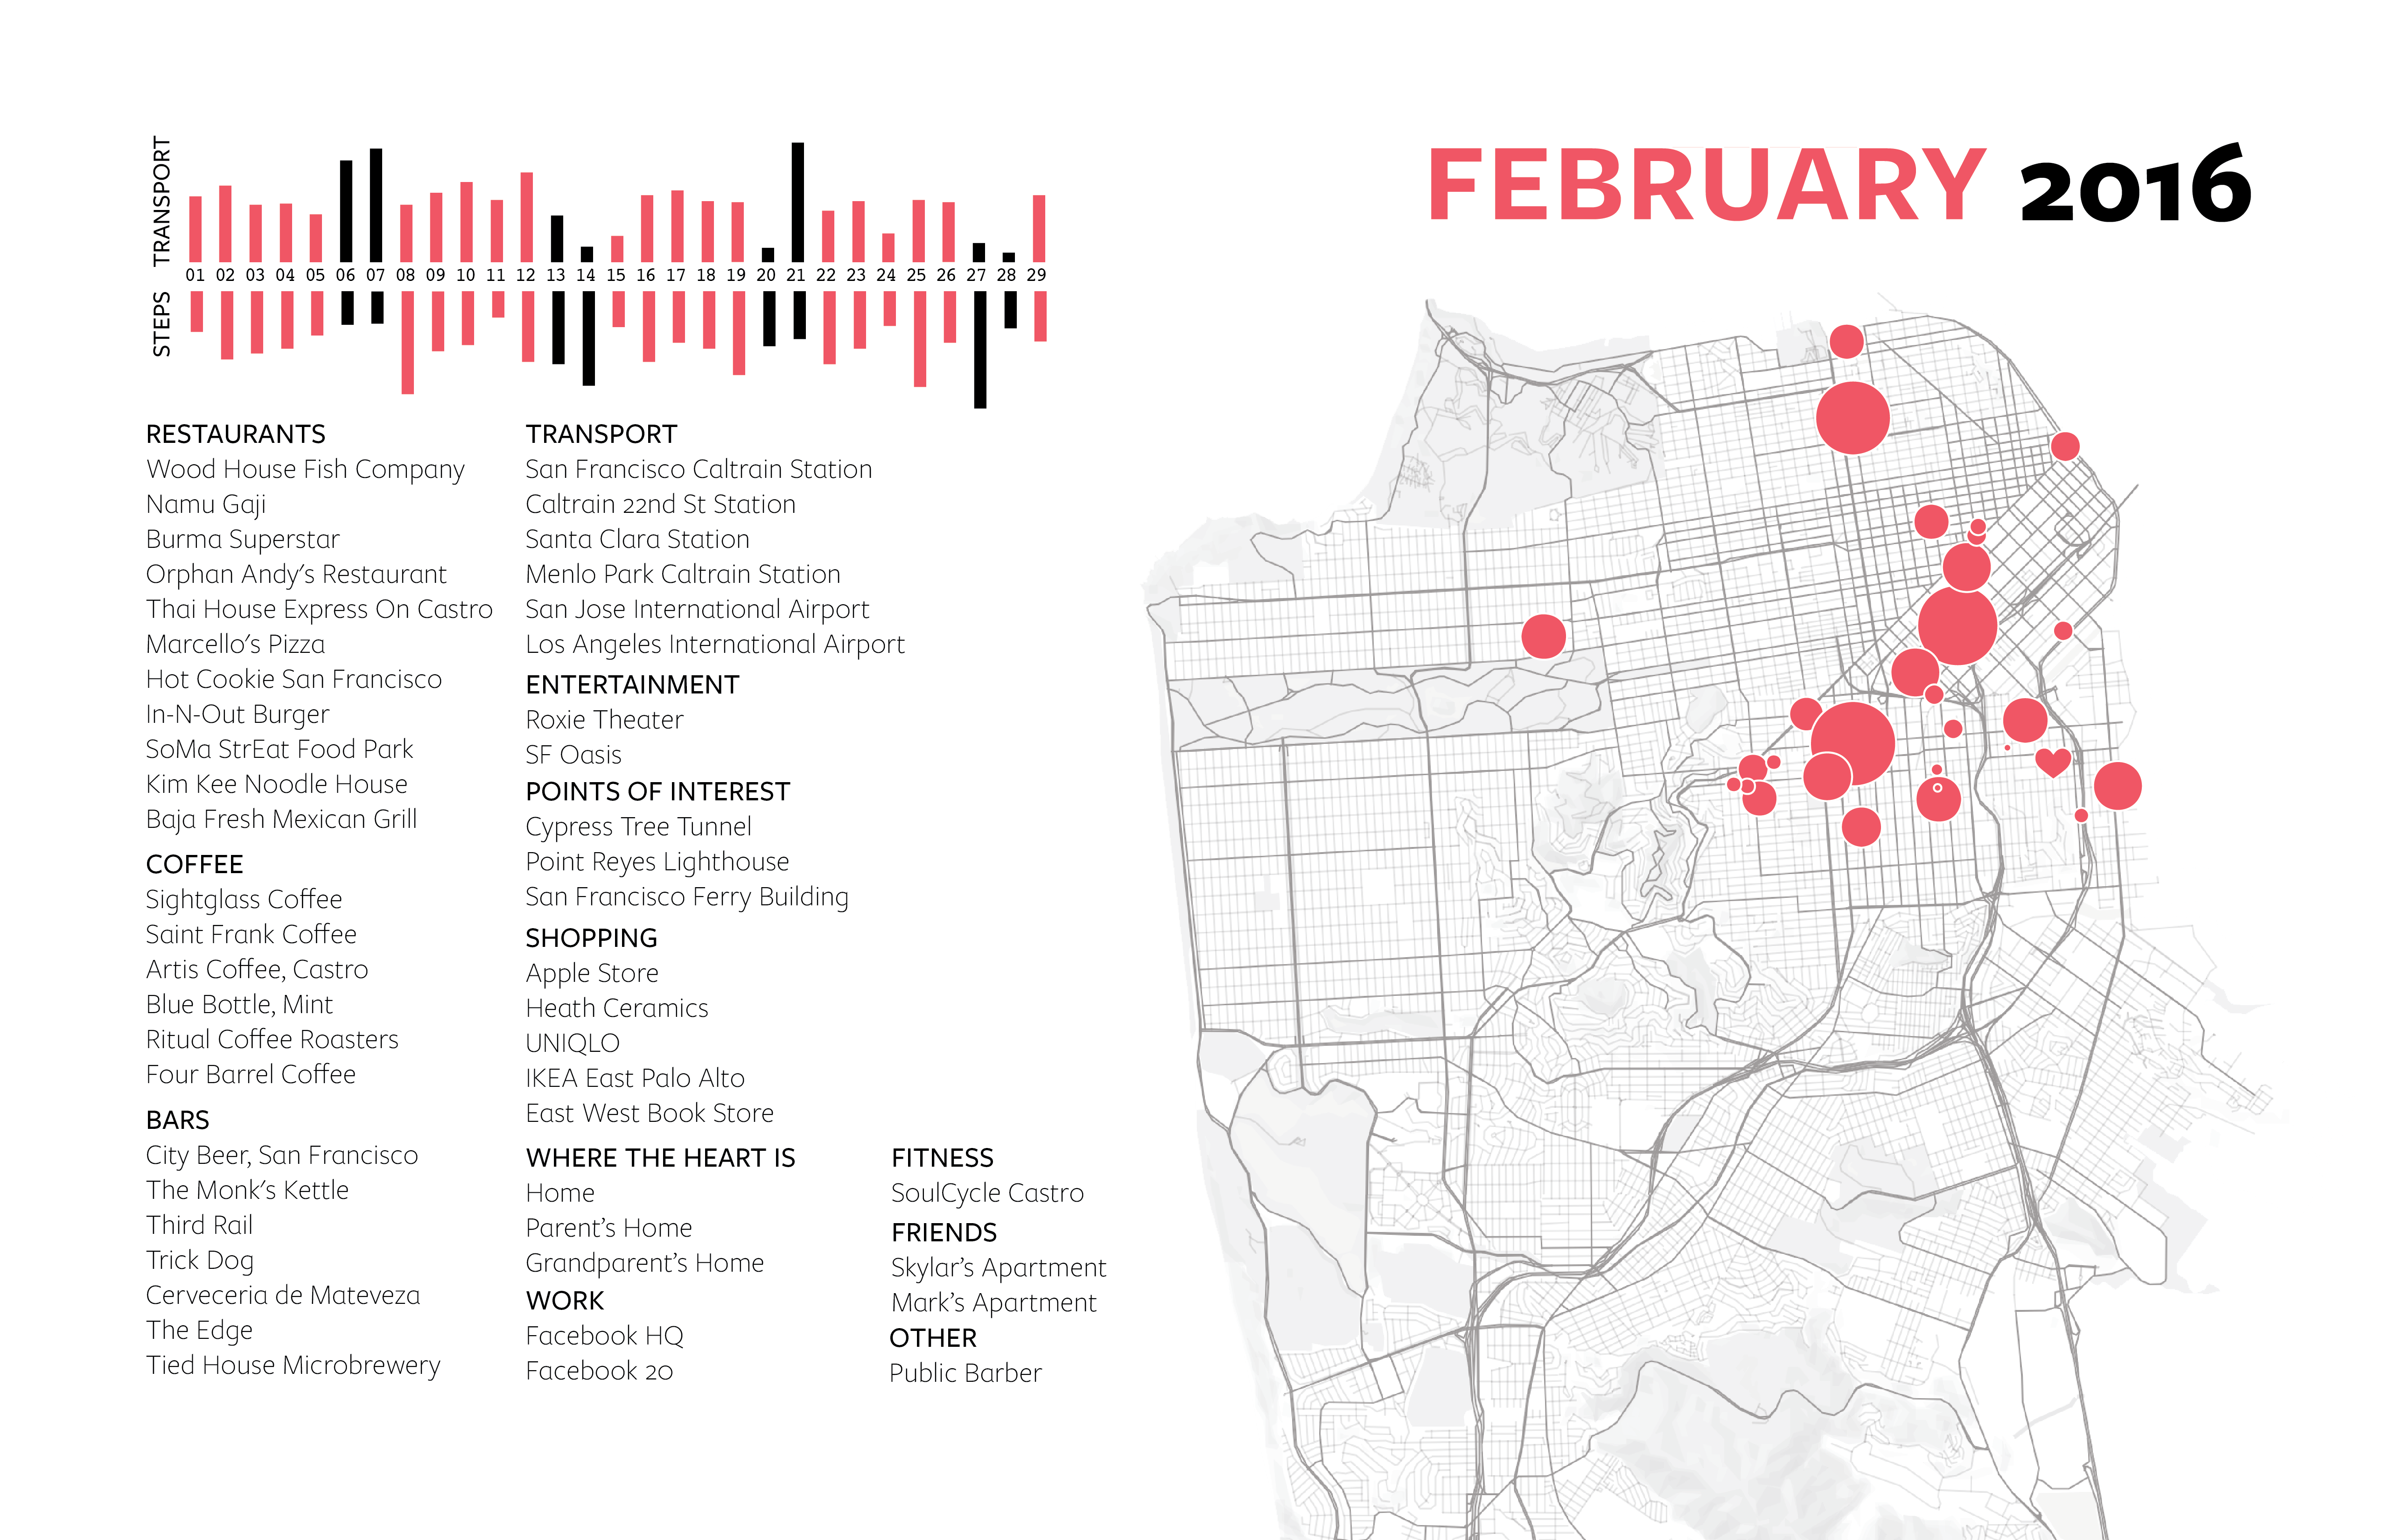 FEBRUARY 2016
TRANSPORT
01 02 03 04 05 06 07 08 09 10 11 12 13 14 15 16 17 18 19 20 21 22 23 24 25 26 27 28 29
STEPS
RESTAURANTS
Wood House Fish Company
Namu Gaji
Burma Superstar
Orphan Andy's Restaurant
Thai House Express On Castro
Marcello's Pizza
Hot Cookie San Francisco
In-N-Out Burger
SoMa StrEat Food Park
Kim Kee Noodle House
Baja Fresh Mexican Grill
COFFEE
Sightglass Coffee
Saint Frank Coffee
Artis Coffee, Castro
Blue Bottle, Mint
Ritual Coffee Roasters
Four Barrel Coffee
BARS
City Beer, San Francisco
The Monk's Kettle
Third Rail
Trick Dog
Cerveceria de Mateveza
The Edge
Tied House Microbrewery
TRANSPORT
San Francisco Caltrain Station
Caltrain 22nd St Station
Santa Clara Station
Menlo Park Caltrain Station
San Jose International Airport
Los Angeles International Airport
ENTERTAINMENT
Roxie Theater
SF Oasis
POINTS OF INTEREST
Cypress Tree Tunnel
Point Reyes Lighthouse
San Francisco Ferry Building
SHOPPING
Apple Store
Heath Ceramics
UNIQLO
IKEA East Palo Alto
East West Book Store
WHERE THE HEART IS
Home
Parent's Home
Grandparent's Home
WORK
Facebook HQ
Facebook 20
FITNESS
SoulCycle Castro
FRIENDS
Skylar's Apartment
Mark's Apartment
OTHER
Public Barber